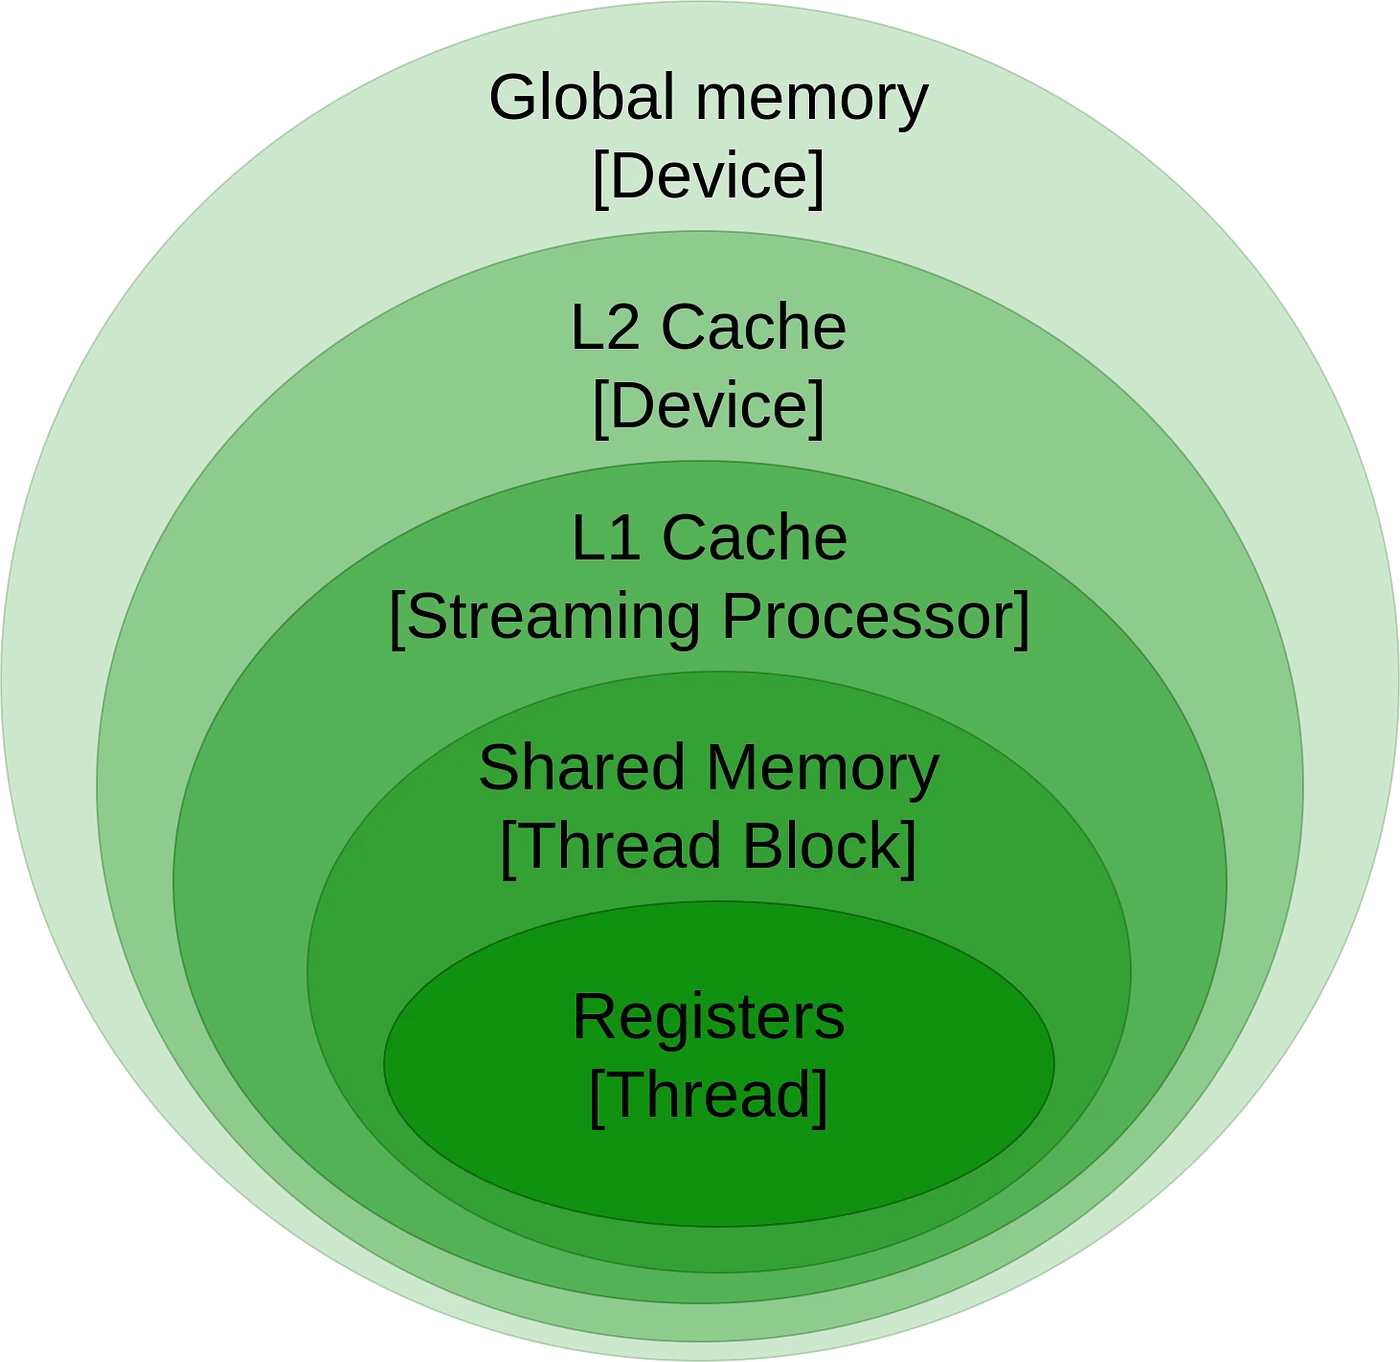 Global memory
[Device]
L2 Cache
[Device]
L1 Cache
[Streaming Processor]
Shared Memory
[Thread Block]
Registers
[Thread]